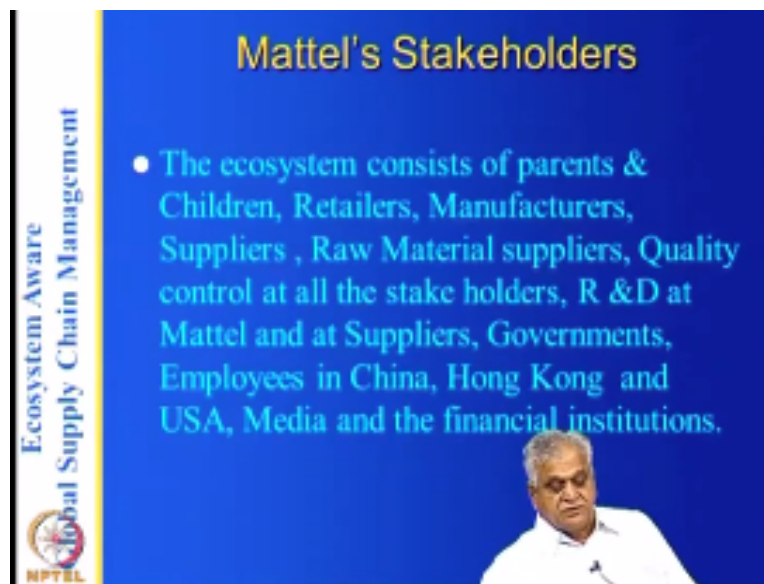 Mattel's Stakeholders
The ecosystem consists of parents &
Children, Retailers, Manufacturers,
Suppliers , Raw Material suppliers, Quality
control at all the stake holders, R &D at
Mattel and at Suppliers, Governments,
Employees in China, Hong Kong and
USA, Media and the financial institutions.
Ecosystem Aware
Global Supply Chain Management
NPTEL